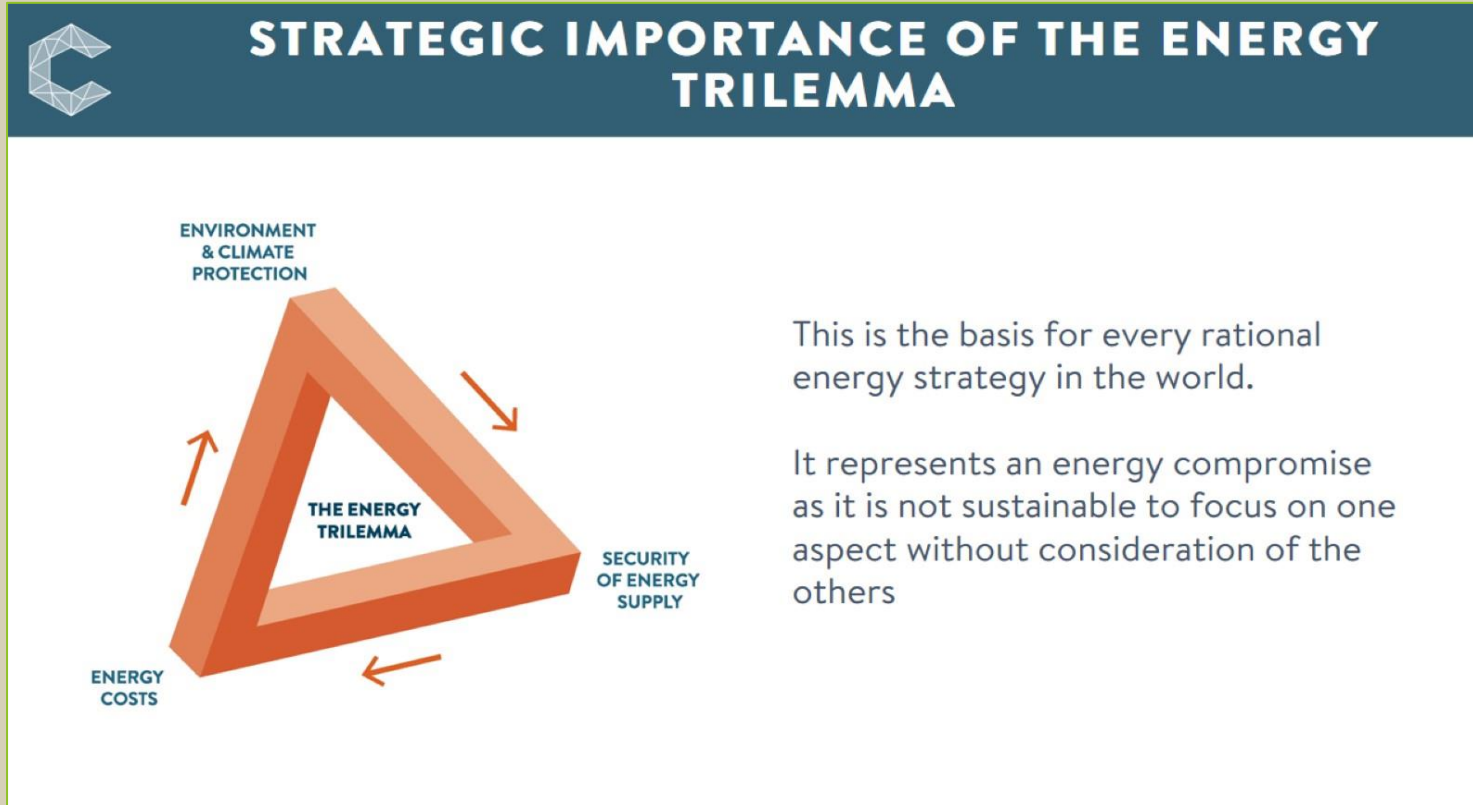 STRATEGIC IMPORTANCE OF THE ENERGY
TRILEMMA
ENVIRONMENT
& CLIMATE
PROTECTION
THE ENERGY
TRILEMMA
SECURITY
OF ENERGY
SUPPLY
ENERGY
COSTS
This is the basis for every rational
energy strategy in the world.
It represents an energy compromise
as it is not sustainable to focus on one
aspect without consideration of the
others